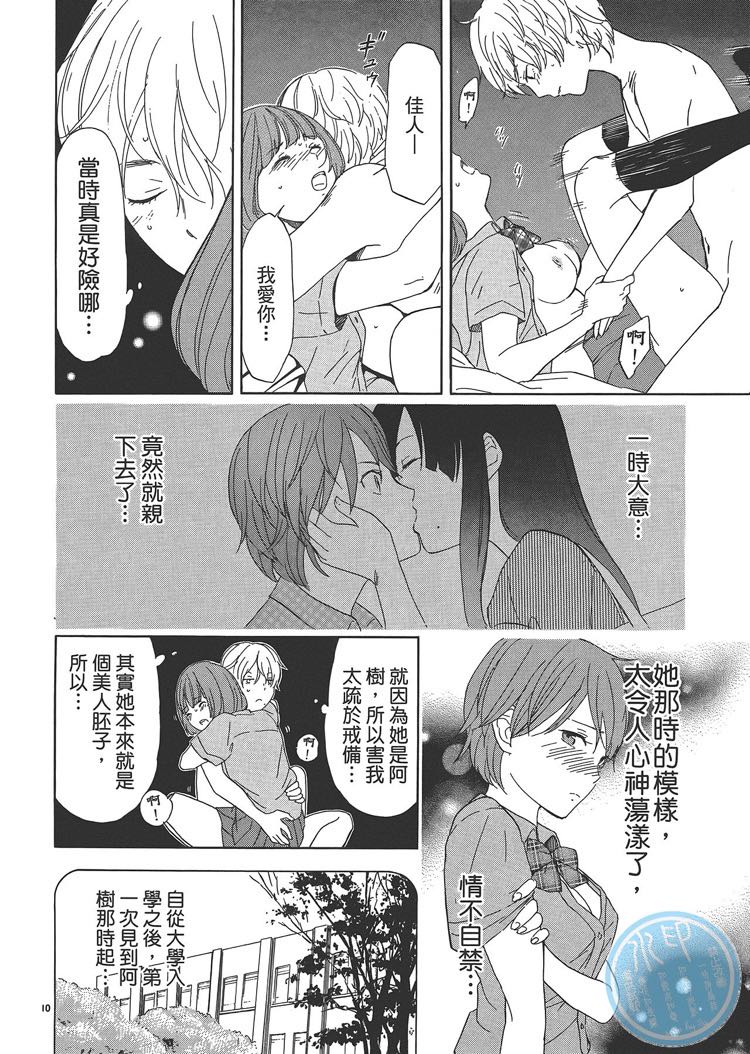 啊！
啊！
ギュゥ
佳人—
我愛你…
當時真是好險哪…
一時大意…
竟然就親
下去了…
她那時的模樣，
太令人心神蕩漾了，
情不自禁…
就因為她是阿
樹，所以害我
太疏於戒備…
其實她本來就是
個美人胚子，
所以…
啊！
啊！
自從大學入
學之後，第
一次見到阿
樹那時起…
10
水印